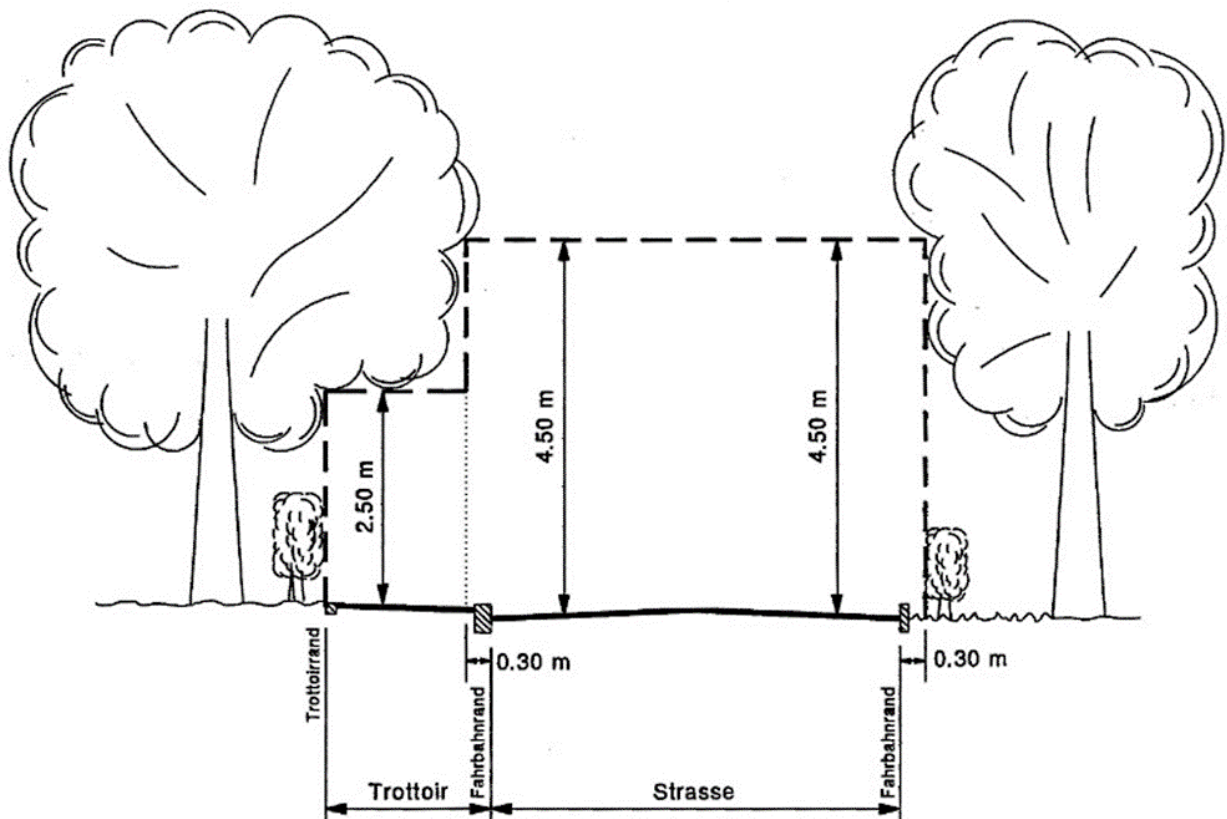 4.50 m
4.50 m
2.50 m
0.30 m
0.30 m
Trottoirrand
Fahrbahnrand
Fahrbahnrand
Trottoir
Strasse